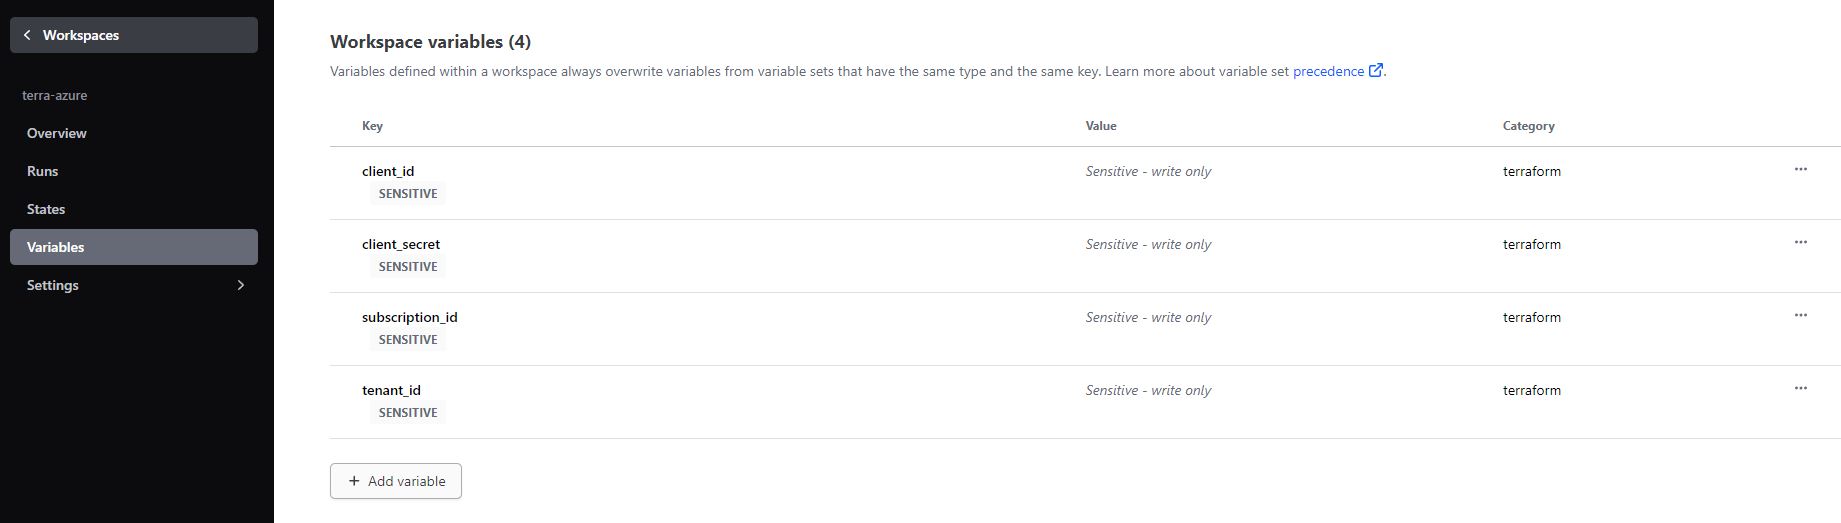 Workspaces
terra-azure
Overview
Runs
States
Variables
Settings
Workspace variables (4)
Variables defined within a workspace always overwrite variables from variable sets that have the same type and the same key. Learn more about variable set precedence.
Key Value Category
client_id Sensitive - write only terraform
SENSITIVE
client_secret Sensitive - write only terraform
SENSITIVE
subscription_id Sensitive - write only terraform
SENSITIVE
tenant_id Sensitive - write only terraform
SENSITIVE
+ Add variable